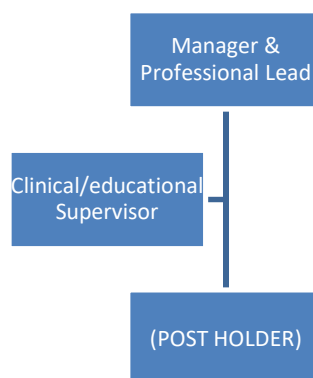 Manager &
Professional Lead
Clinical/educational
Supervisor
(POST HOLDER)